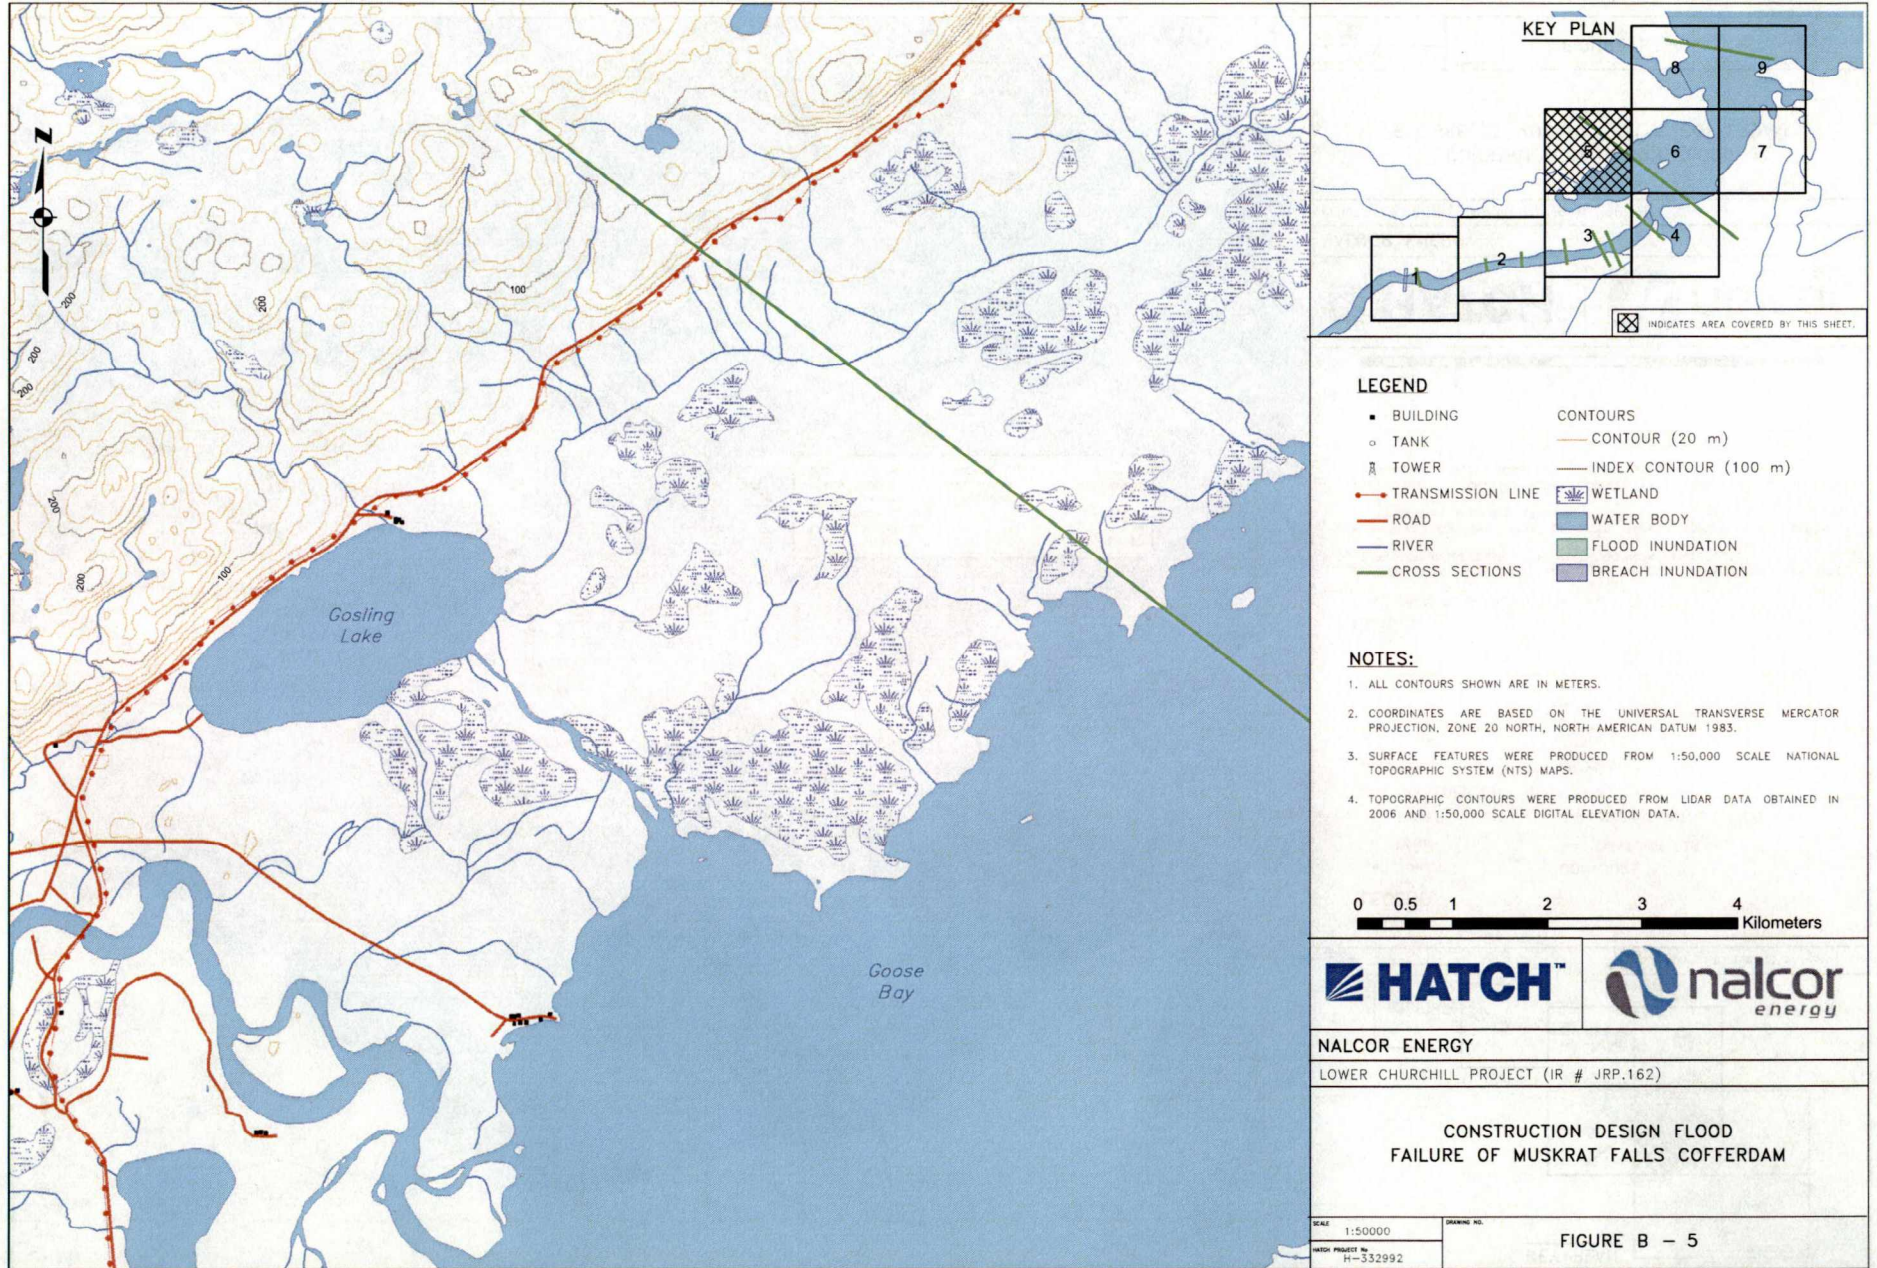 N
200
200
200
200
200
200
100
100
Gosling
Lake
Goose
Bay
KEY PLAN
8
9
5
6
7
3
4
2
1
INDICATES AREA COVERED BY THIS SHEET.
LEGEND
BUILDING
TANK
TOWER
TRANSMISSION LINE
ROAD
RIVER
CROSS SECTIONS
CONTOURS
CONTOUR (20 m)
INDEX CONTOUR (100 m)
WETLAND
WATER BODY
FLOOD INUNDATION
BREACH INUNDATION
NOTES:
1. ALL CONTOURS SHOWN ARE IN METERS.
2. COORDINATES ARE BASED ON THE UNIVERSAL TRANSVERSE MERCATOR
PROJECTION, ZONE 20 NORTH, NORTH AMERICAN DATUM 1983.
3. SURFACE FEATURES WERE PRODUCED FROM 1:50,000 SCALE NATIONAL
TOPOGRAPHIC SYSTEM (NTS) MAPS.
4. TOPOGRAPHIC CONTOURS WERE PRODUCED FROM LIDAR DATA OBTAINED IN
2006 AND 1:50,000 SCALE DIGITAL ELEVATION DATA.
0 0.5 1 2 3 4
Kilometers
HATCH™
nalcor
energy
NALCOR ENERGY
LOWER CHURCHILL PROJECT (IR # JRP.162)
CONSTRUCTION DESIGN FLOOD
FAILURE OF MUSKRAT FALLS COFFERDAM
SCALE
1:50000
HATCH PROJECT No
H-332992
DRAWING NO.
FIGURE B - 5